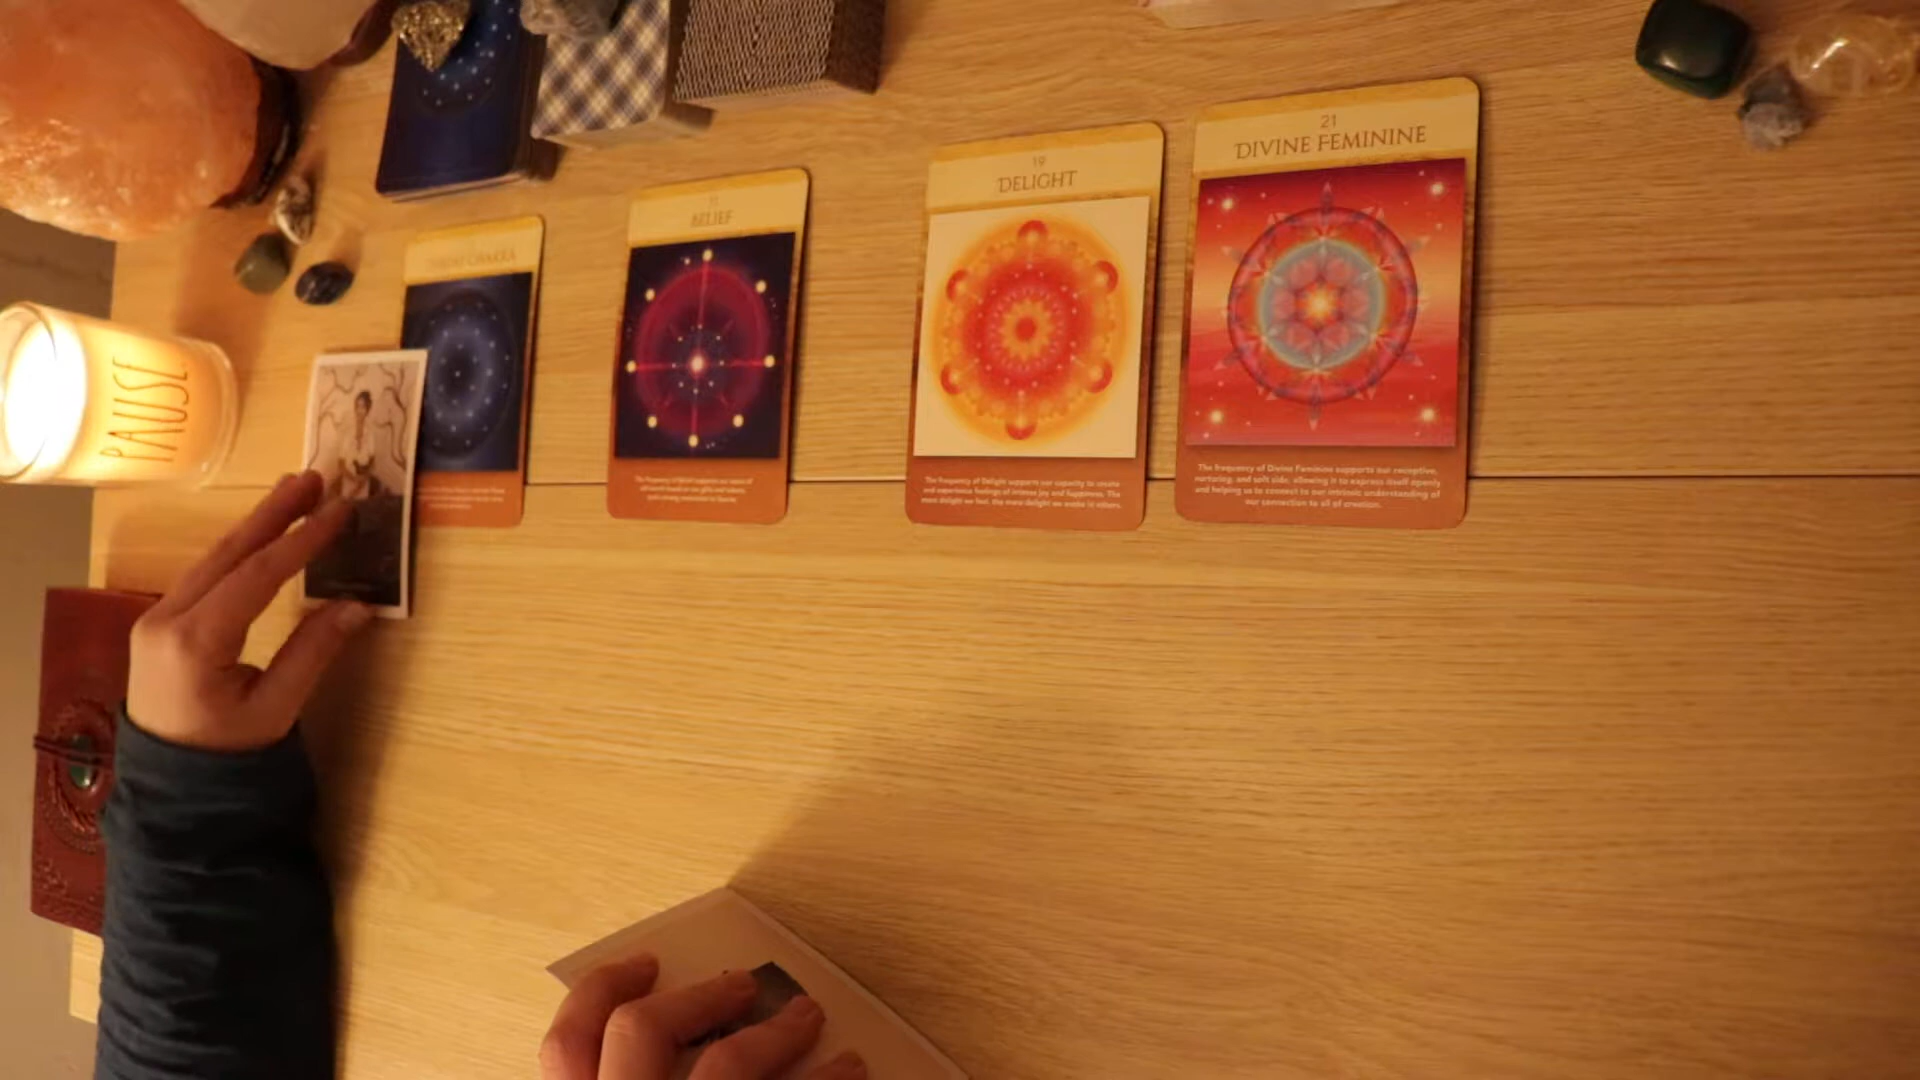 PAUSE
THROAT CHAKRA
11
BELIEF
19
DELIGHT
The frequency of Delight supports our capacity to create
and experience feelings of intense joy and happiness. The
more delight we feel, the more delight we evoke in others.
21
DIVINE FEMININE
The frequency of Divine Feminine supports our receptive,
nurturing, and soft side, allowing it to express itself openly
and helping us to connect to our intrinsic understanding of
our connection to all of creation.